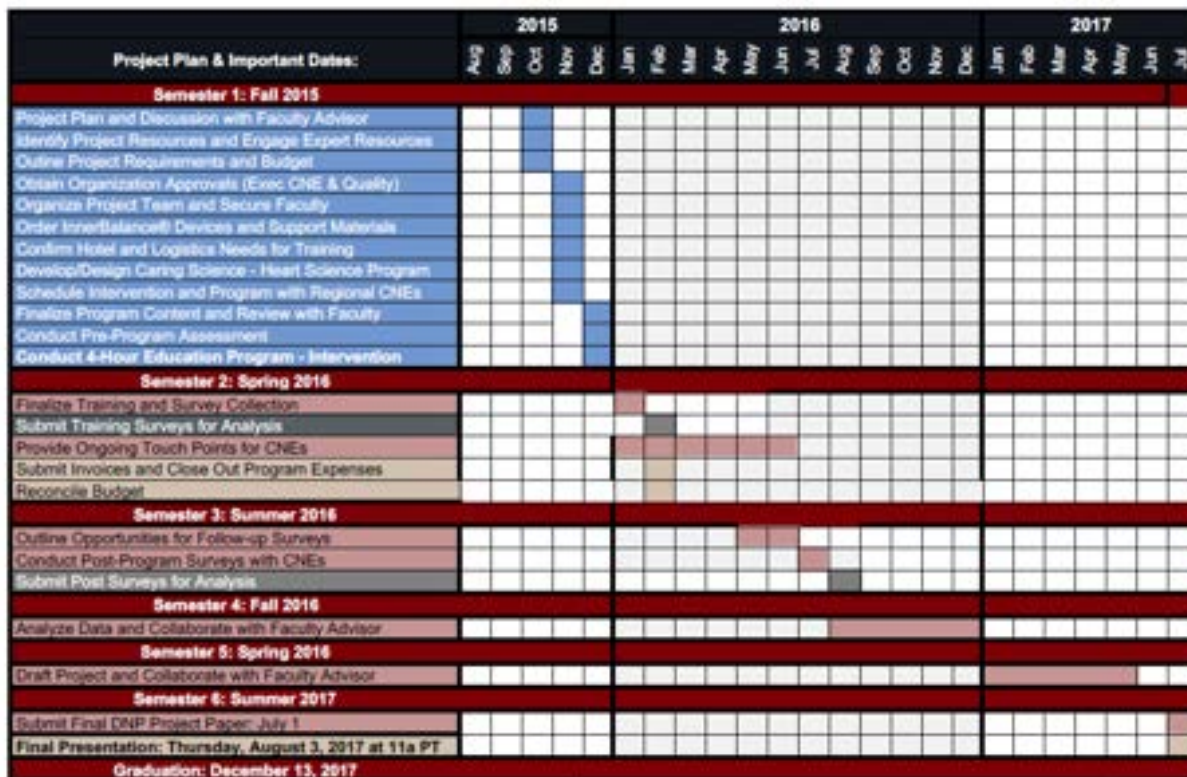 2015 2016 2017
Project Plan & Important Dates: Aug Sep Oct Nov Dec Jan Feb Mar Apr May Jun Jul Aug Sep Oct Nov Dec Jan Feb Mar Apr May Jun Jul
Semester 1: Fall 2015
Project Plan and Discussion with Faculty Advisor
Identify Project Resources and Engage Expert Resources
Outline Project Requirements and Budget
Obtain Organization Approvals (Exec CNE & Quality)
Organize Project Team and Secure Faculty
Order InnerBalance® Devices and Support Materials
Confirm Hotel and Logistics Needs for Training
Develop/Design Caring Science - Heart Science Program
Schedule Intervention and Program with Regional CNEs
Finalize Program Content and Review with Faculty
Conduct Pre-Program Assessment
Conduct 4-Hour Education Program - Intervention
Semester 2: Spring 2016
Finalize Training and Survey Collection
Submit Training Surveys for Analysis
Provide Ongoing Touch Points for CNEs
Submit Invoices and Close Out Program Expenses
Reconcile Budget
Semester 3: Summer 2016
Outline Opportunities for Follow-up Surveys
Conduct Post-Program Surveys with CNEs
Submit Post Surveys for Analysis
Semester 4: Fall 2016
Analyze Data and Collaborate with Faculty Advisor
Semester 5: Spring 2016
Draft Project and Collaborate with Faculty Advisor
Semester 6: Summer 2017
Submit Final DNP Project Paper: July 1
Final Presentation: Thursday, August 3, 2017 at 11a PT
Graduation: December 13, 2017